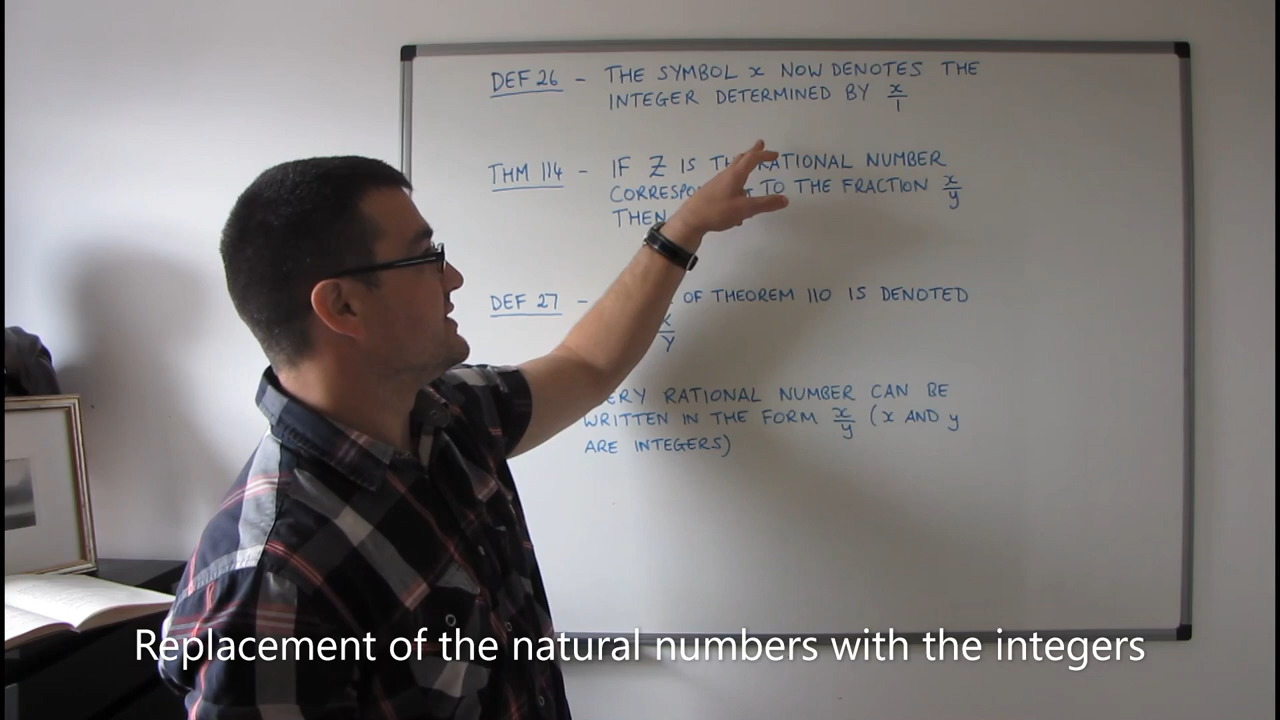 DEF 26 - THE SYMBOL x NOW DENOTES THE
INTEGER DETERMINED BY x/1
THM 114 - IF Z IS THE RATIONAL NUMBER
TO THE FRACTION x/y
THEN
DEF 27 - OF THEOREM 110 IS DENOTED
x/y
RATIONAL NUMBER CAN BE
WRITTEN IN THE FORM x/y (x AND y
ARE INTEGERS)
Replacement of the natural numbers with the integers